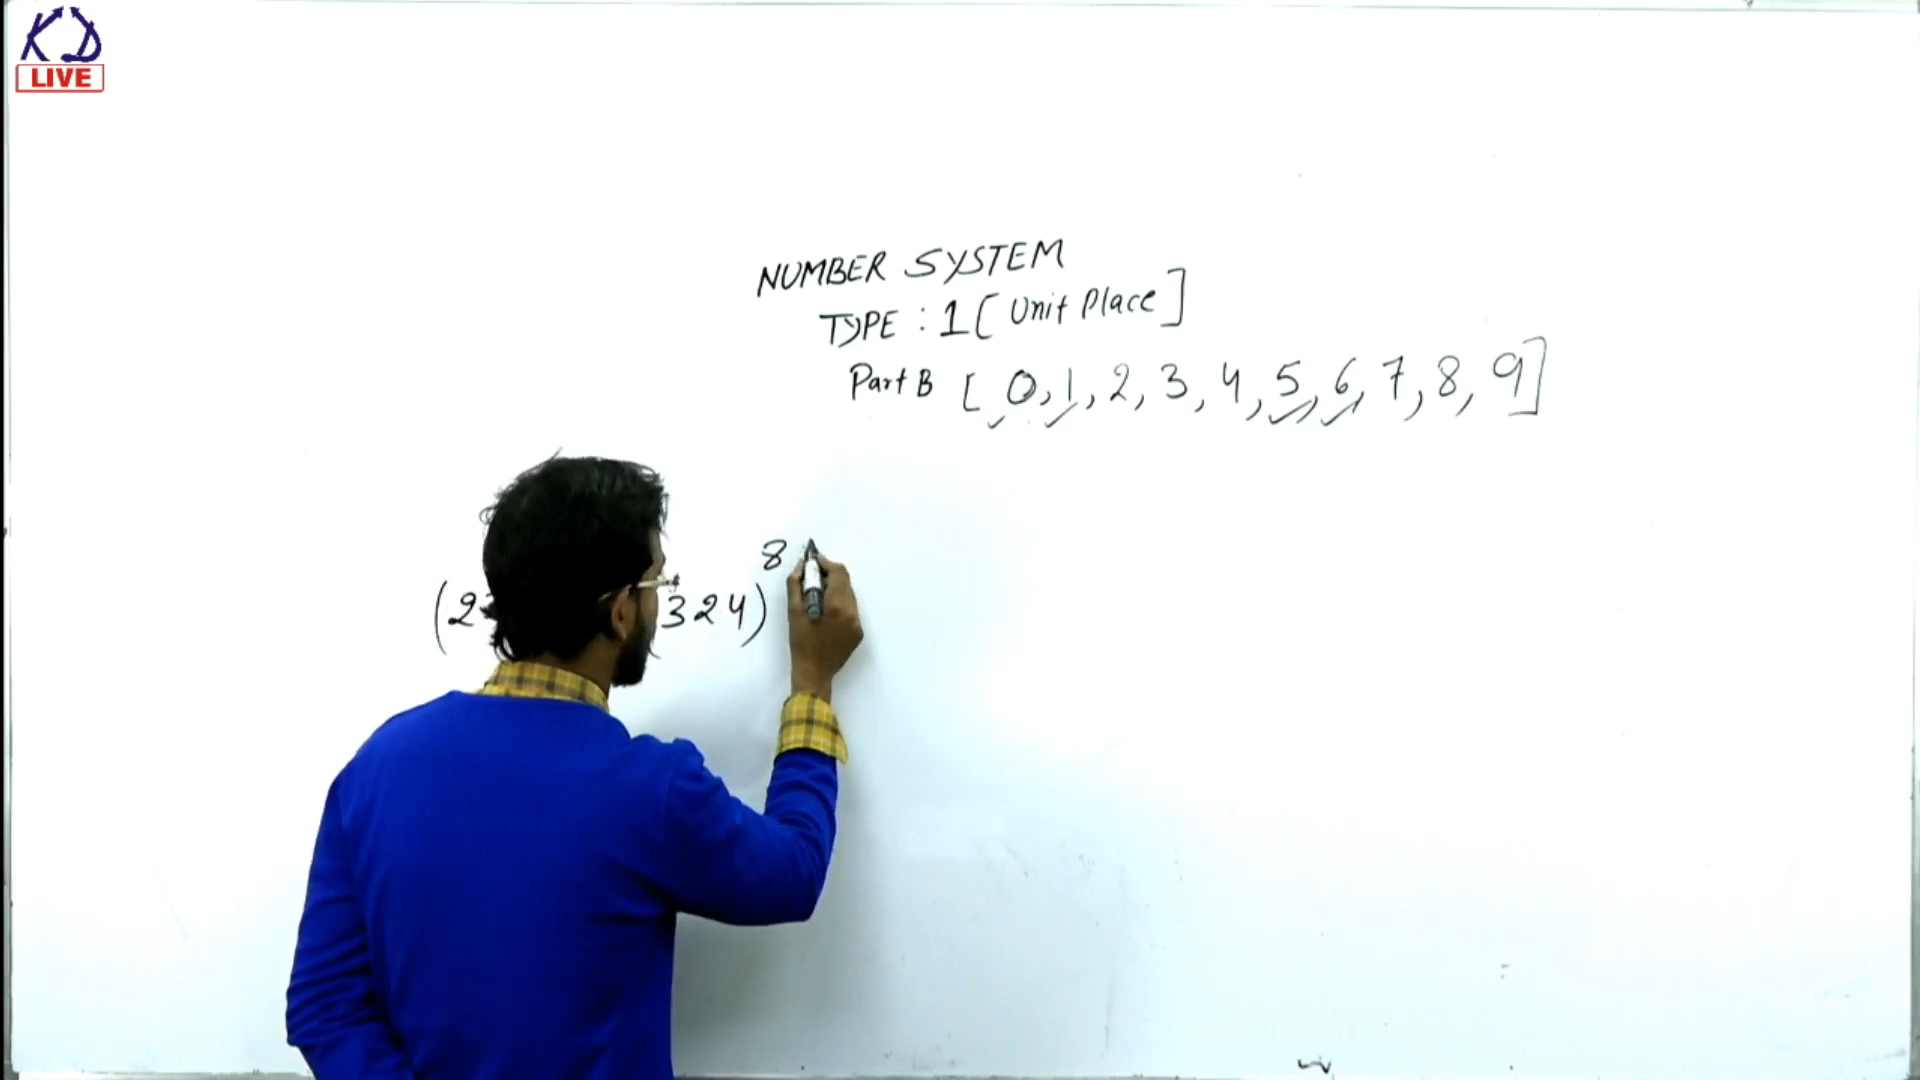 KD
LIVE
NUMBER SYSTEM
TYPE : 1 [ Unit Place ]
Part B [ 0, 1, 2, 3, 4, 5, 6, 7, 8, 9 ]
(2 324)^8